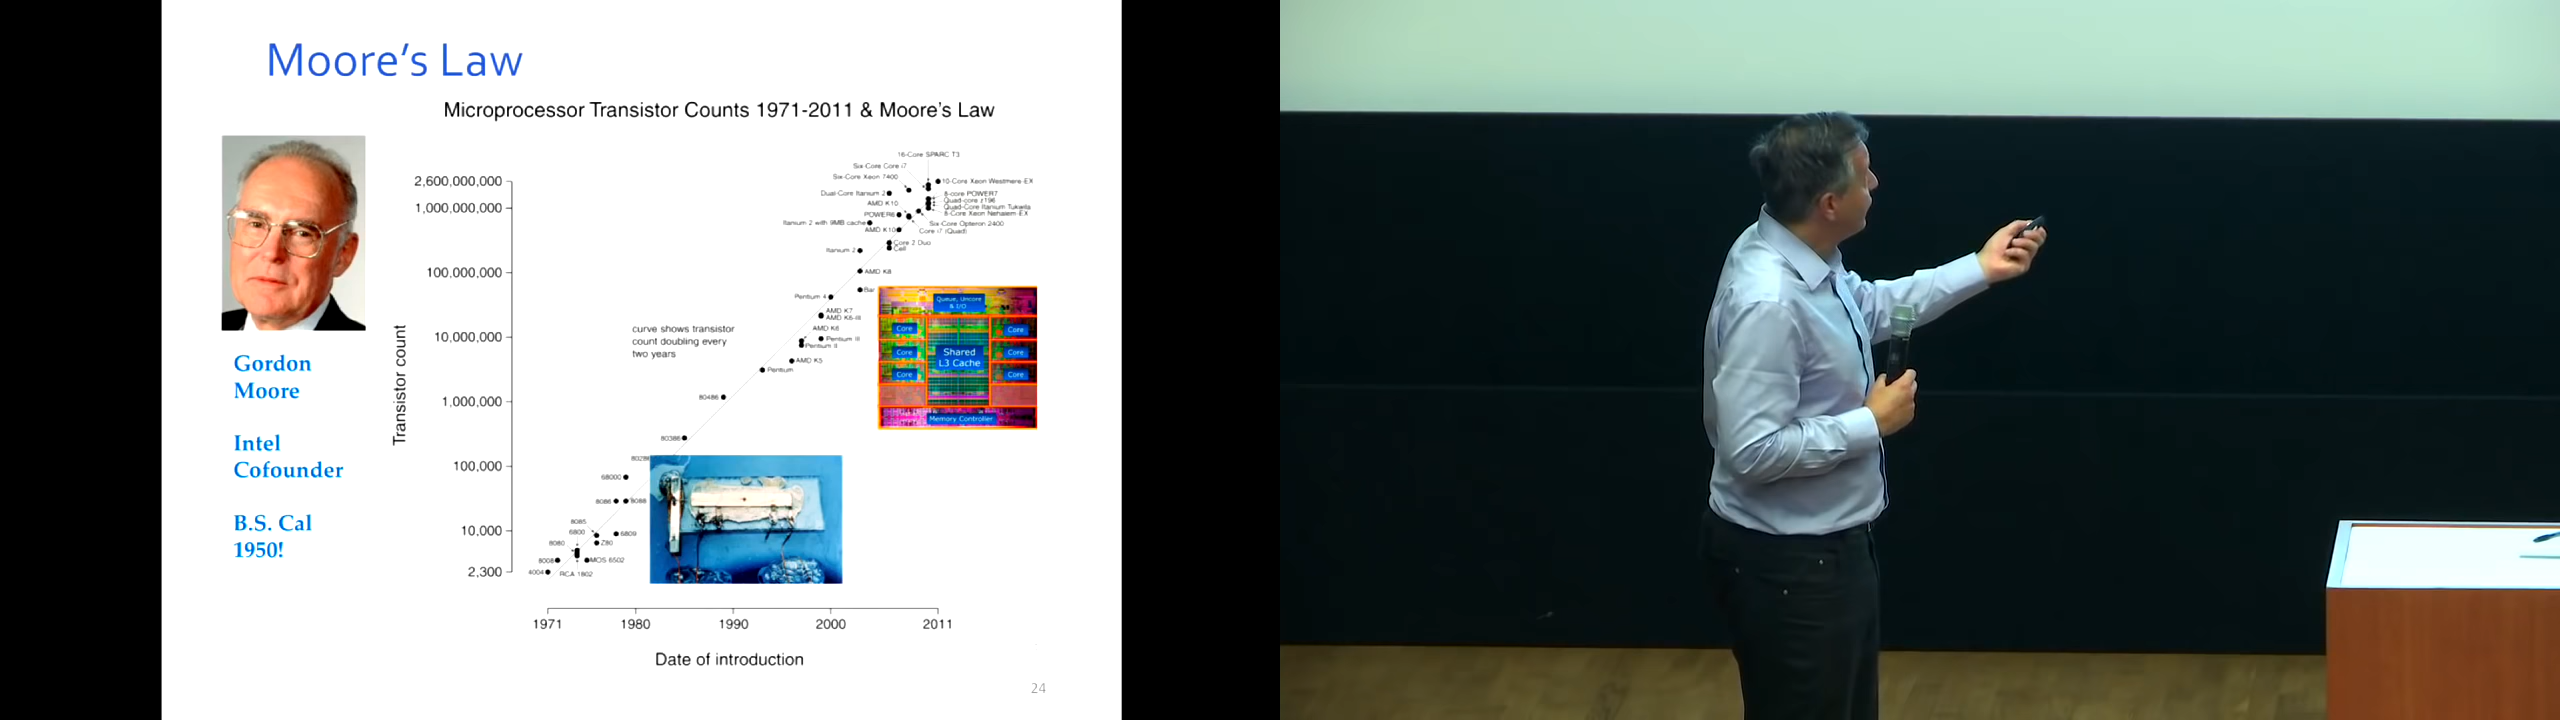 Moore's Law
Microprocessor Transistor Counts 1971-2011 & Moore's Law
Gordon
Moore
Intel
Cofounder
B.S. Cal
1950!
Transistor count
2,600,000,000
1,000,000,000
100,000,000
10,000,000
1,000,000
100,000
10,000
2,300
16-Core SPARC T3
Six-Core Core i7
Six-Core Xeon 7400
10-Core Xeon Westmere-EX
Dual-Core Itanium 2
8-core POWER7
Quad-core z196
AMD K10
Quad-Core Itanium Tukwila
POWER6
8-Core Xeon Nehalem-EX
Itanium 2 with 9MB cache
Six-Core Opteron 2400
AMD K10
Core i7 (Quad)
Core 2 Duo
Itanium 2
Cell
AMD K8
Bar
Pentium 4
AMD K7
AMD K6-III
AMD K6
curve shows transistor
count doubling every
two years
Pentium III
Pentium II
AMD K5
Pentium
80486
80386
80286
68000
8086
8088
8085
6800
6809
8080
Z80
8008
MOS 6502
4004
RCA 1802
Queue, Uncore
& I/O
Core
Core
Core
Shared
L3 Cache
Core
Core
Core
Memory Controller
1971
1980
1990
2000
2011
Date of introduction
24